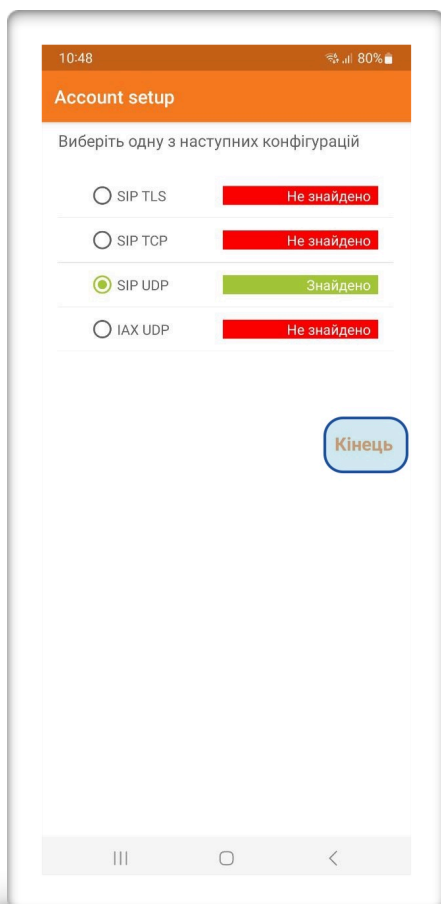 10:48 80%
Account setup
Виберіть одну з наступних конфігурацій
SIP TLS Не знайдено
SIP TCP Не знайдено
SIP UDP Знайдено
IAX UDP Не знайдено
Кінець